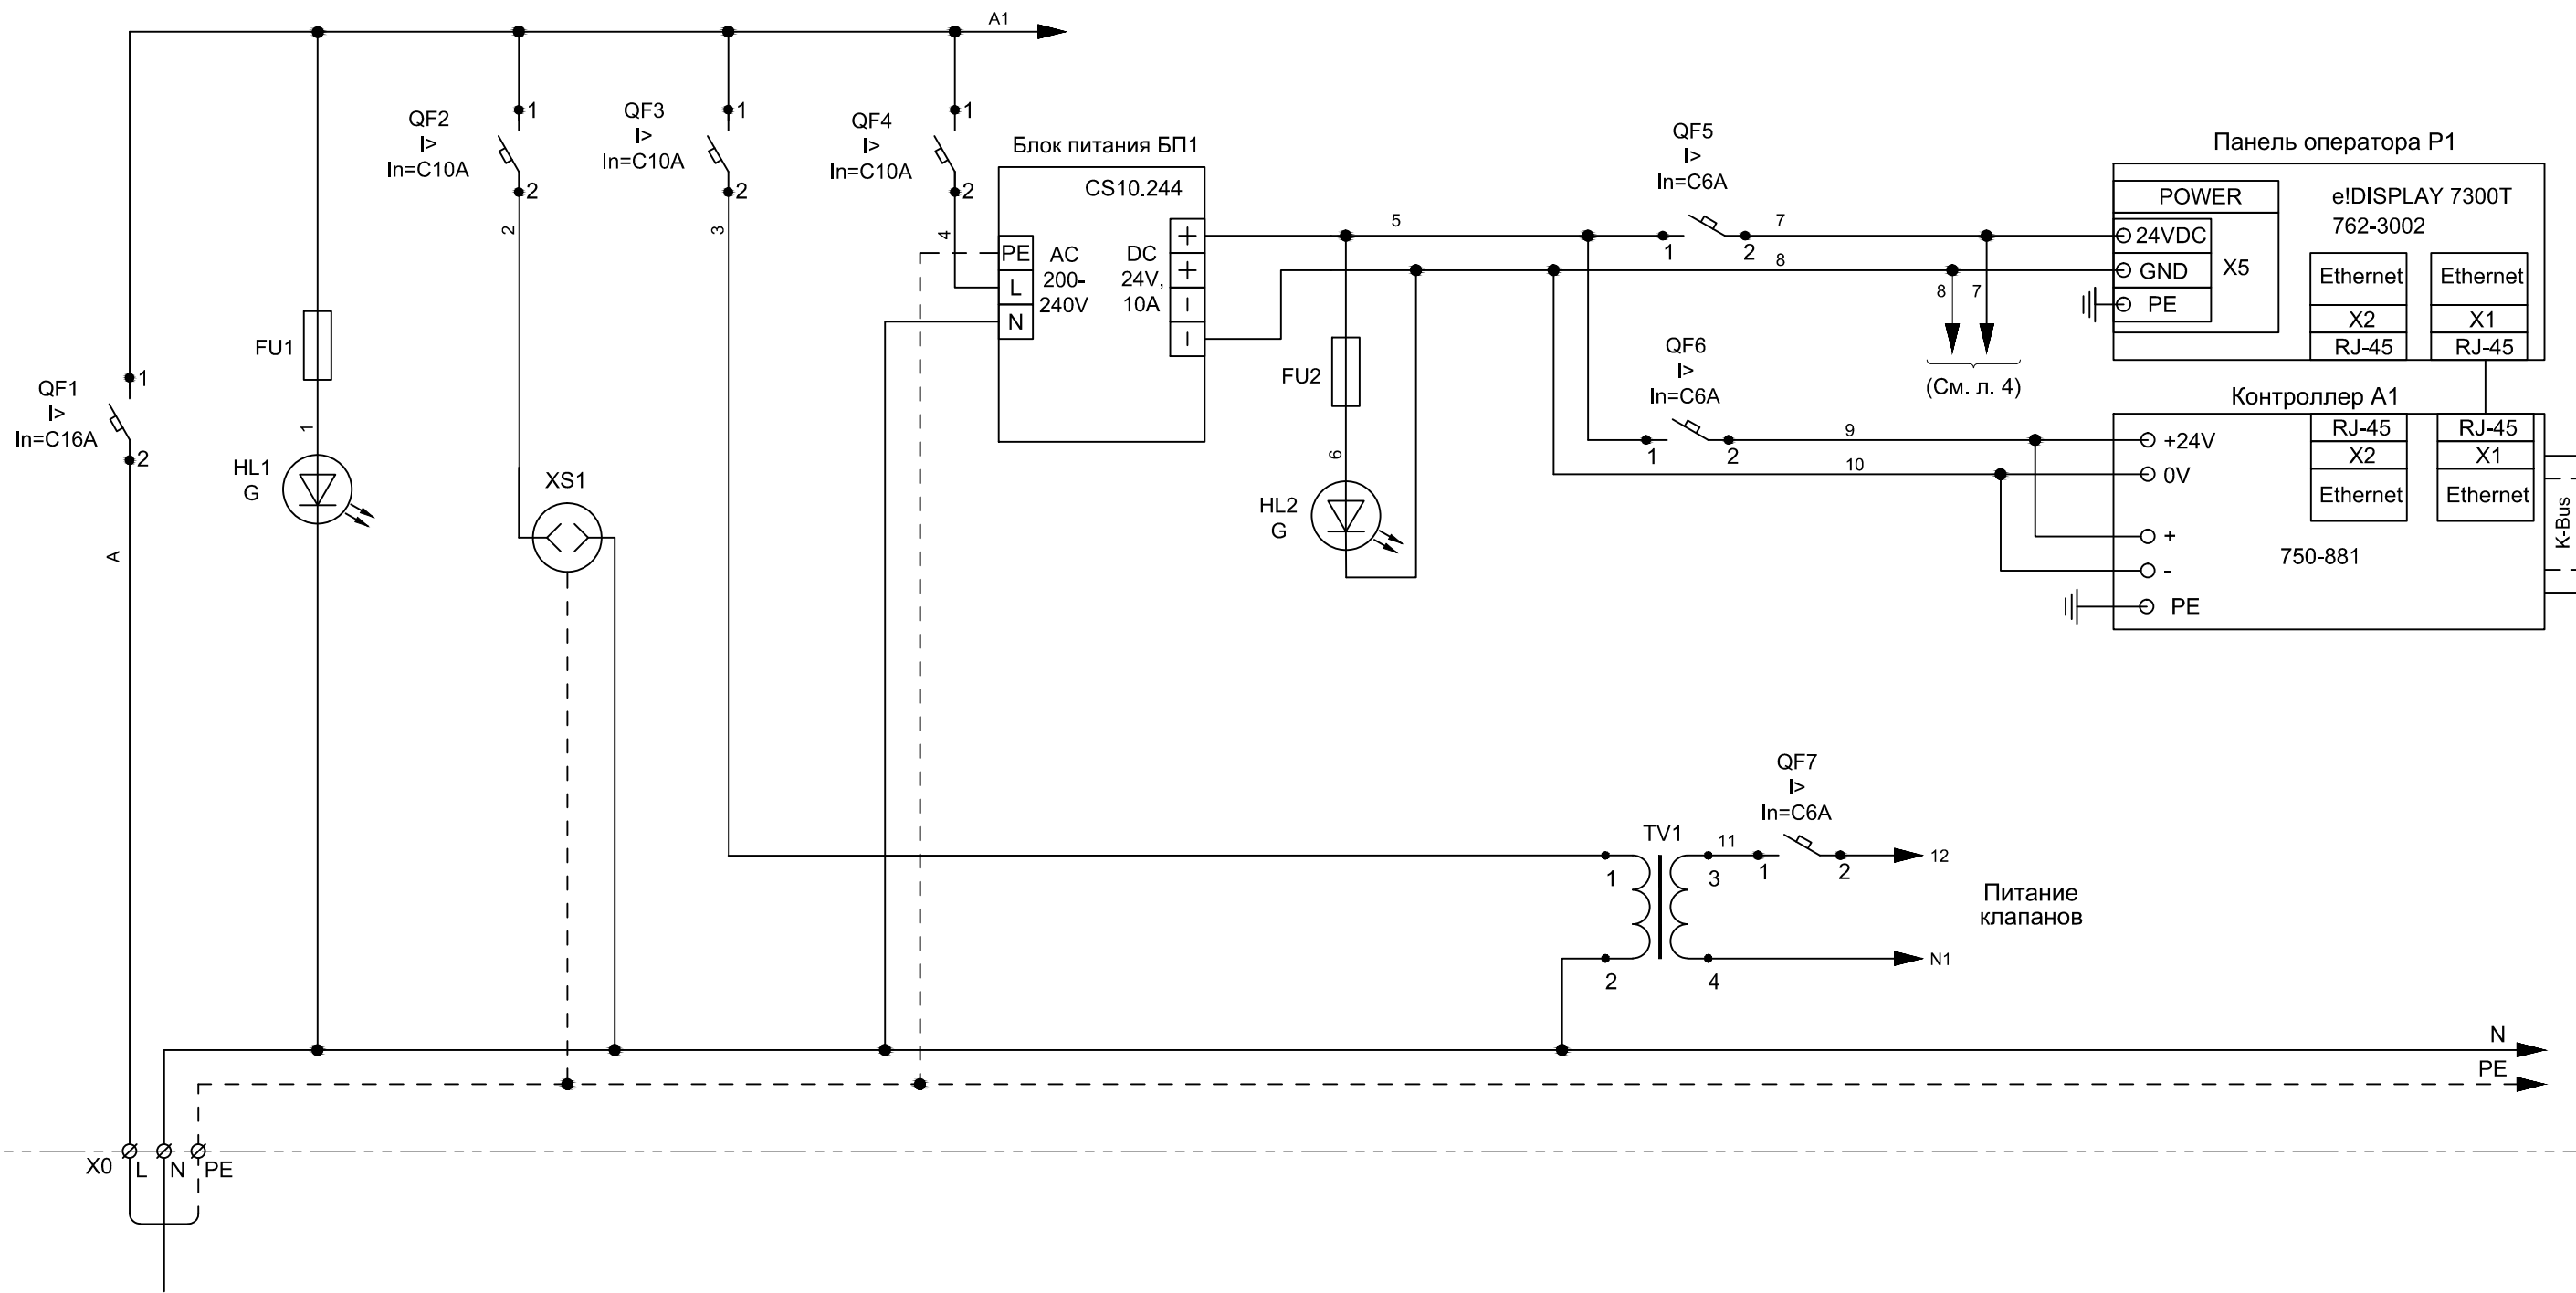 A1
QF1
I>
In=C16A
1
2
A
FU1
1
HL1
G
QF2
I>
In=C10A
1
2
2
XS1
QF3
I>
In=C10A
1
2
3
QF4
I>
In=C10A
1
2
4
Блок питания БП1
CS10.244
PE
L
N
AC
200-
240V
DC
24V,
10A
+
+
–
–
5
FU2
6
HL2
G
QF5
I>
In=C6A
1
2
7
8
8
7
(См. л. 4)
QF6
I>
In=C6A
1
2
9
10
Панель оператора P1
POWER
24VDC
GND
PE
X5
e!DISPLAY 7300T
762-3002
Ethernet
X2
RJ-45
Ethernet
X1
RJ-45
Контроллер А1
RJ-45
X2
Ethernet
RJ-45
X1
Ethernet
+24V
0V
+
-
PE
750-881
K-Bus
TV1
1
2
3
4
11
QF7
I>
In=C6A
1
2
12
N1
Питание
клапанов
N
PE
X0
L
N
PE